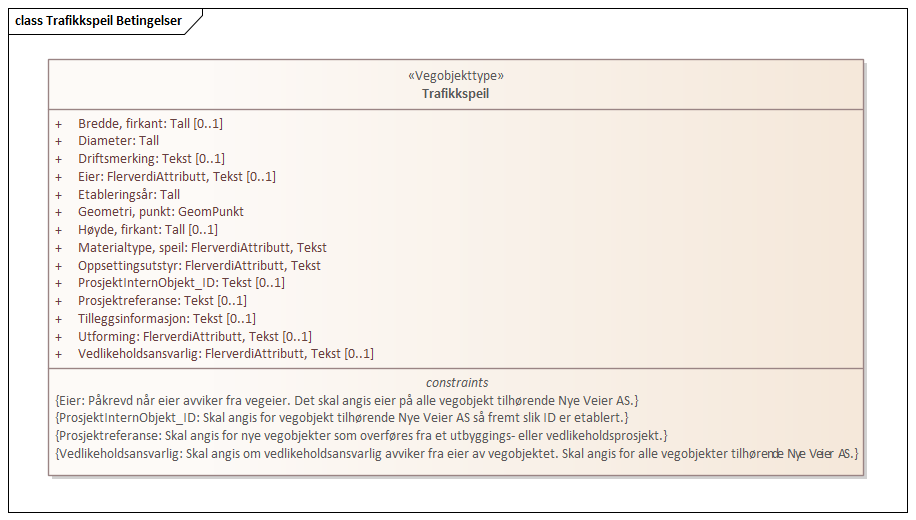 class Trafikkspeil Betingelser
«Vegobjekttype»
Trafikkspeil
+ Bredde, firkant: Tall [0..1]
+ Diameter: Tall
+ Driftsmerking: Tekst [0..1]
+ Eier: FlerverdiAttributt, Tekst [0..1]
+ Etableringsår: Tall
+ Geometri, punkt: GeomPunkt
+ Høyde, firkant: Tall [0..1]
+ Materialtype, speil: FlerverdiAttributt, Tekst
+ Oppsettingsutstyr: FlerverdiAttributt, Tekst
+ ProsjektInternObjekt_ID: Tekst [0..1]
+ Prosjektreferanse: Tekst [0..1]
+ Tilleggsinformasjon: Tekst [0..1]
+ Utforming: FlerverdiAttributt, Tekst [0..1]
+ Vedlikeholdsansvarlig: FlerverdiAttributt, Tekst [0..1]
constraints
{Eier: Påkrevd når eier avviker fra vegeier. Det skal angis eier på alle vegobjekt tilhørende Nye Veier AS.}
{ProsjektInternObjekt_ID: Skal angis for vegobjekt tilhørende Nye Veier AS så fremt slik ID er etablert.}
{Prosjektreferanse: Skal angis for nye vegobjekter som overføres fra et utbyggings- eller vedlikeholdsprosjekt.}
{Vedlikeholdsansvarlig: Skal angis om vedlikeholdsansvarlig avviker fra eier av vegobjektet. Skal angis for alle vegobjekter tilhørende Nye Veier AS.}